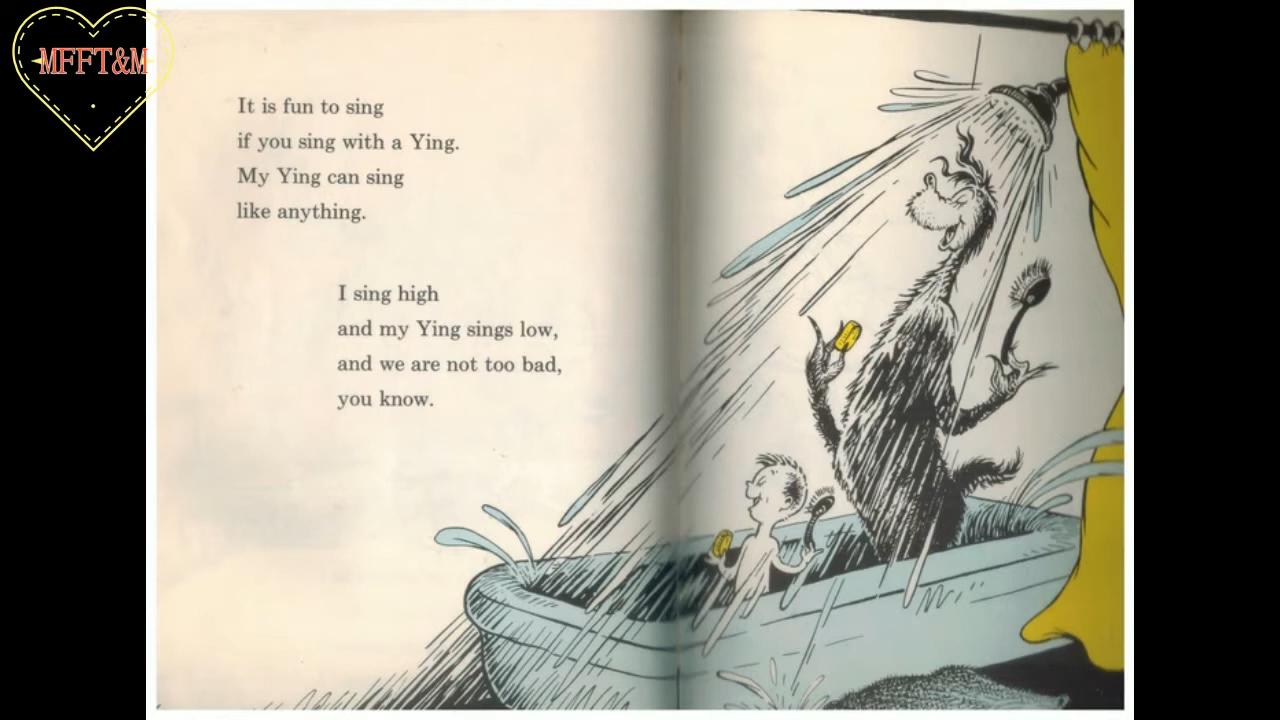 MFFT&M
It is fun to sing
if you sing with a Ying.
My Ying can sing
like anything.
I sing high
and my Ying sings low,
and we are not too bad,
you know.